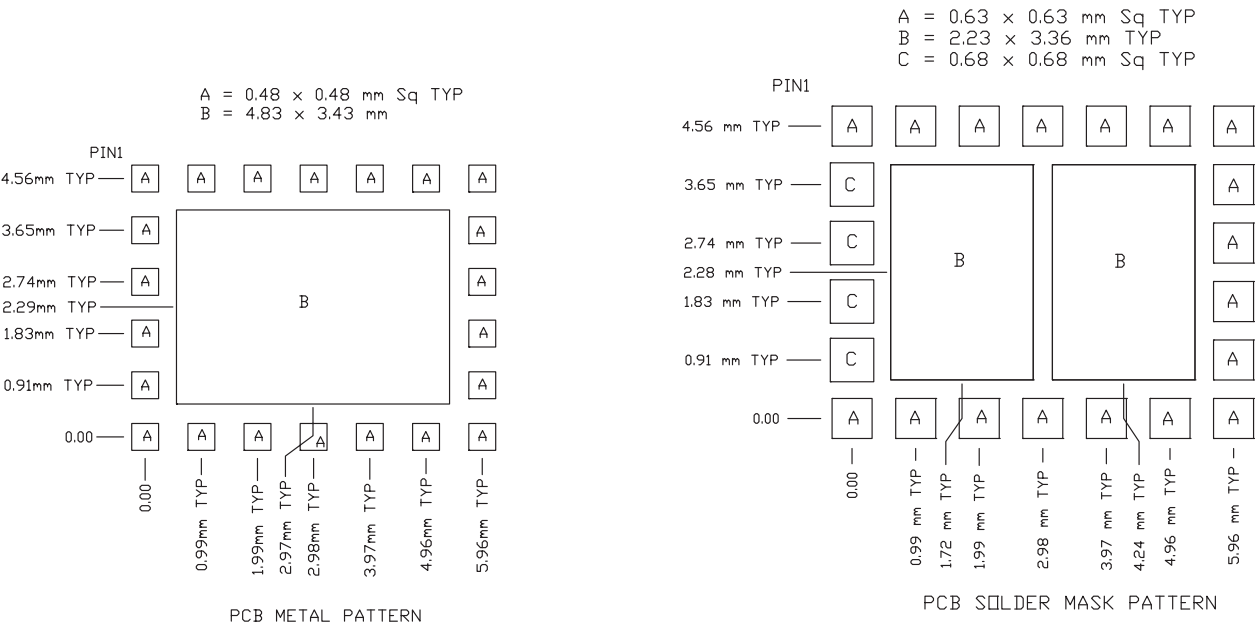 A = 0.48 x 0.48 mm Sq TYP
B = 4.83 x 3.43 mm
PIN1
4.56mm TYP A A A A A A A
3.65mm TYP A A
2.74mm TYP A A
2.29mm TYP B
1.83mm TYP A A
0.91mm TYP A A
0.00 A A A A A A A
0.00
0.99mm TYP
1.99mm TYP
2.97mm TYP
2.98mm TYP
3.97mm TYP
4.96mm TYP
5.96mm TYP
PCB METAL PATTERN
A = 0.63 x 0.63 mm Sq TYP
B = 2.23 x 3.36 mm TYP
C = 0.68 x 0.68 mm Sq TYP
PIN1
4.56 mm TYP A A A A A A A
3.65 mm TYP C A
2.74 mm TYP C A
B B
2.28 mm TYP
1.83 mm TYP C A
0.91 mm TYP C A
0.00 A A A A A A A
0.00
0.99 mm TYP
1.72 mm TYP
1.99 mm TYP
2.98 mm TYP
3.97 mm TYP
4.24 mm TYP
4.96 mm TYP
5.96 mm TYP
PCB SOLDER MASK PATTERN